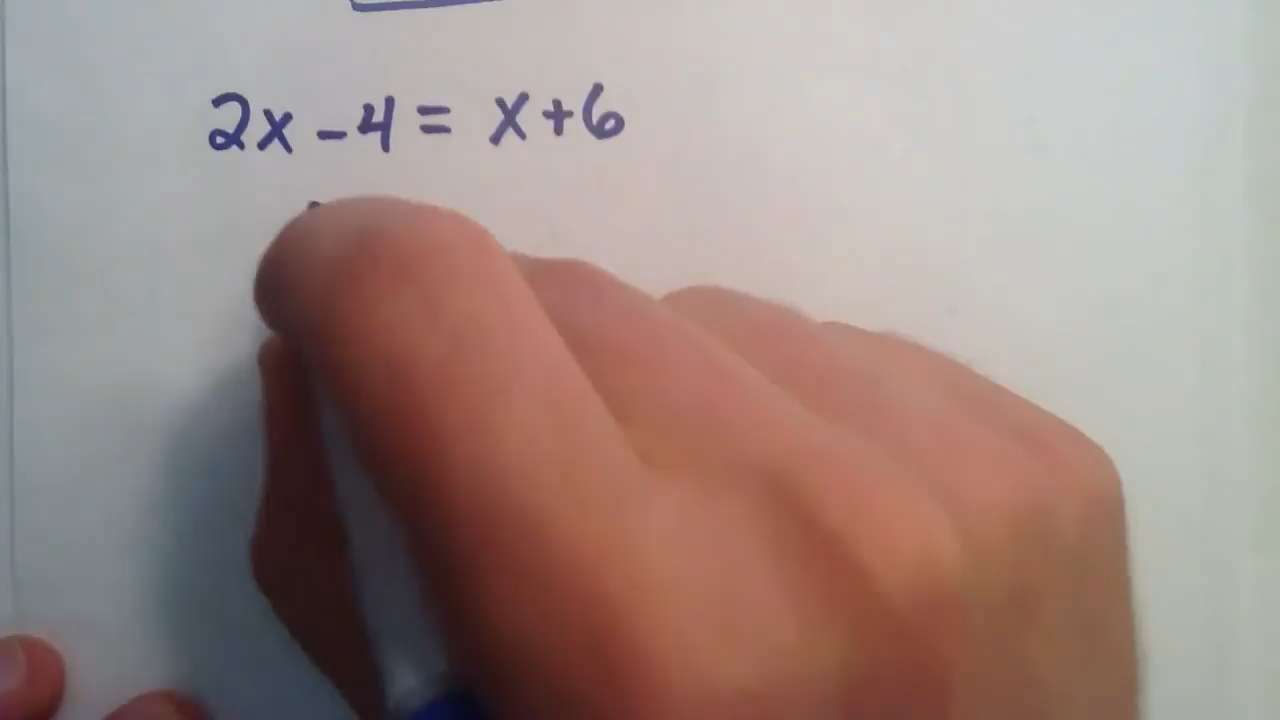 2x - 4 = x + 6